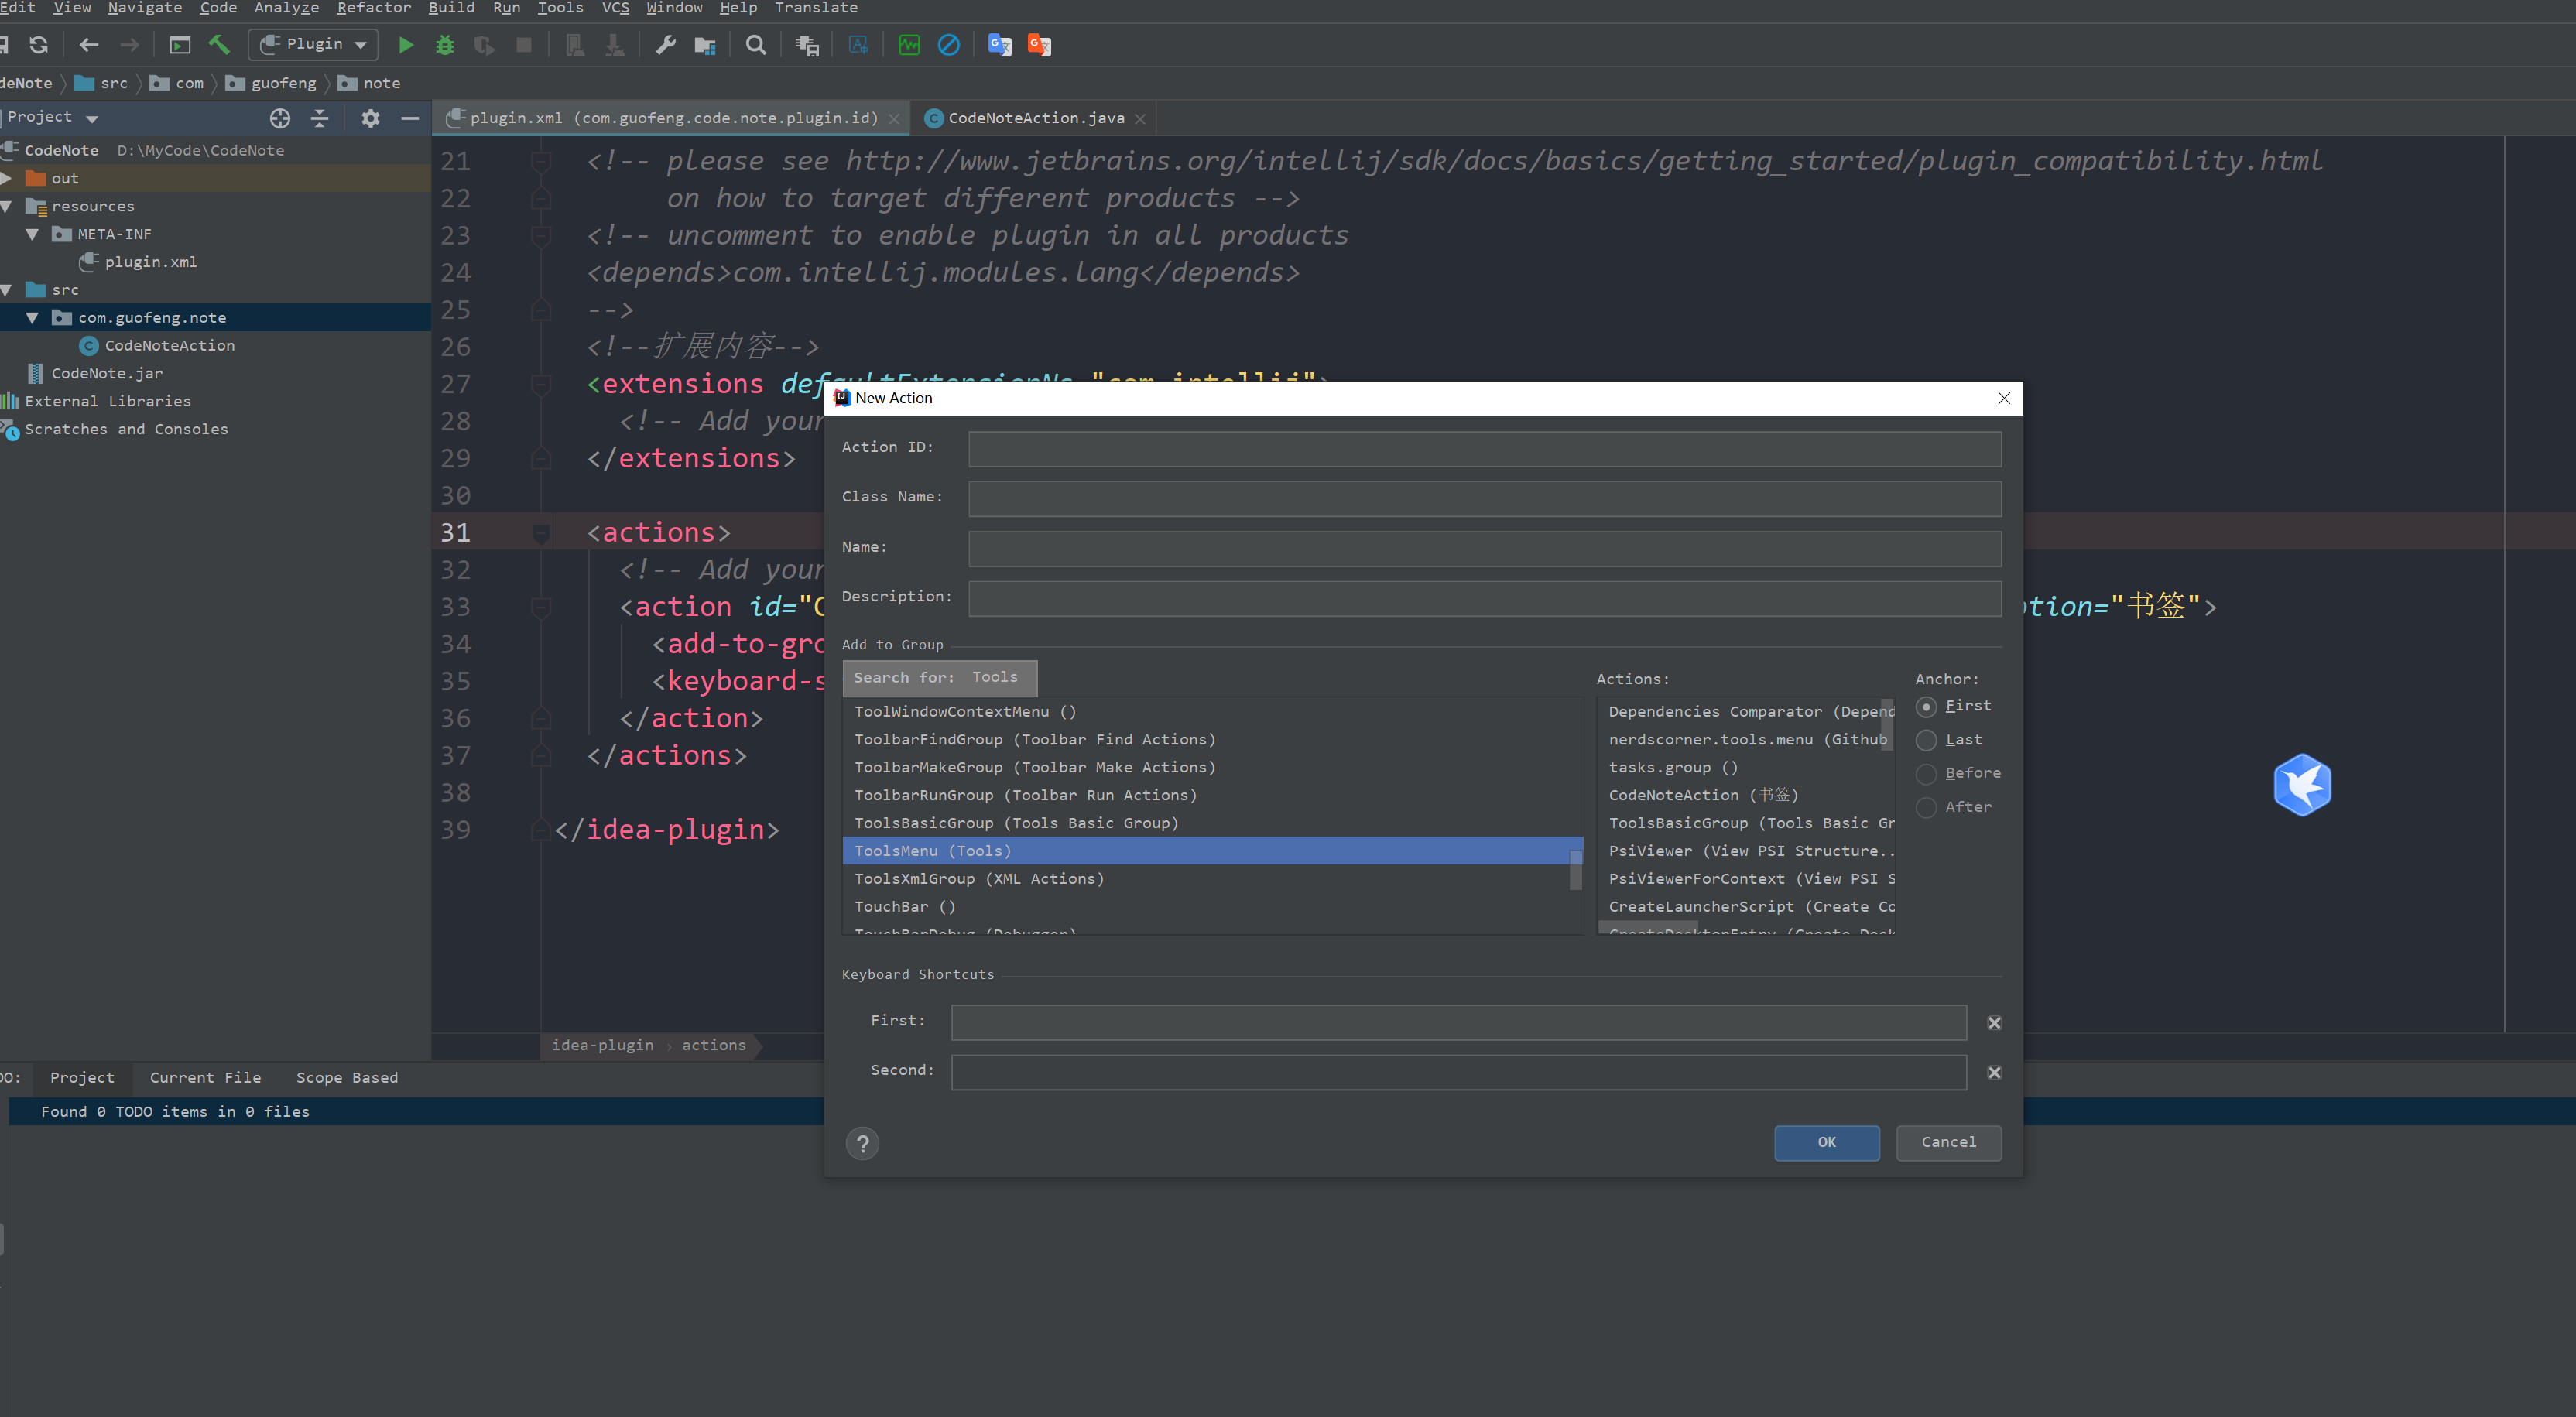 Edit View Navigate Code Analyze Refactor Build Run Tools VCS Window Help Translate
Plugin
deNote src com guofeng note
Project
plugin.xml (com.guofeng.code.note.plugin.id)
CodeNoteAction.java
CodeNote D:\MyCode\CodeNote
out
resources
META-INF
plugin.xml
src
com.guofeng.note
CodeNoteAction
CodeNote.jar
External Libraries
Scratches and Consoles
21 <!-- please see http://www.jetbrains.org/intellij/sdk/docs/basics/getting_started/plugin_compatibility.html
22 on how to target different products -->
23 <!-- uncomment to enable plugin in all products
24 <depends>com.intellij.modules.lang</depends>
25 -->
26 <!--扩展内容-->
27 <extensions defaultExtensionNs "com.intellij">
28 <!-- Add your
29 </extensions>
30
31 <actions>
32 <!-- Add your
33 <action id="C ption="书签">
34 <add-to-gro
35 <keyboard-s
36 </action>
37 </actions>
38
39 </idea-plugin>
New Action
Action ID:
Class Name:
Name:
Description:
Add to Group
Search for: Tools
ToolWindowContextMenu ()
ToolbarFindGroup (Toolbar Find Actions)
ToolbarMakeGroup (Toolbar Make Actions)
ToolbarRunGroup (Toolbar Run Actions)
ToolsBasicGroup (Tools Basic Group)
ToolsMenu (Tools)
ToolsXmlGroup (XML Actions)
TouchBar ()
TouchBarDebug (Debugger)
Actions:
Dependencies Comparator (Depend
nerdscorner.tools.menu (Github
tasks.group ()
CodeNoteAction (书签)
ToolsBasicGroup (Tools Basic Gr
PsiViewer (View PSI Structure..
PsiViewerForContext (View PSI S
CreateLauncherScript (Create Co
CreateDesktopEntry (Create Desk
Anchor:
First
Last
Before
After
Keyboard Shortcuts
First:
Second:
?
OK Cancel
idea-plugin › actions
DO: Project Current File Scope Based
Found 0 TODO items in 0 files